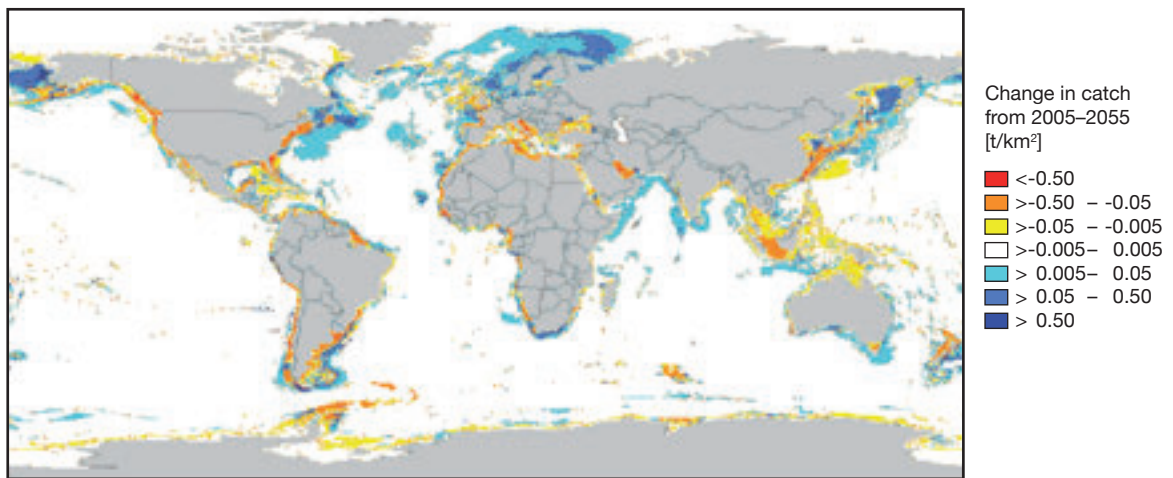 Change in catch
from 2005–2055
[t/km²]
<-0.50
>-0.50 – -0.05
>-0.05 – -0.005
>-0.005– 0.005
> 0.005– 0.05
> 0.05 – 0.50
> 0.50